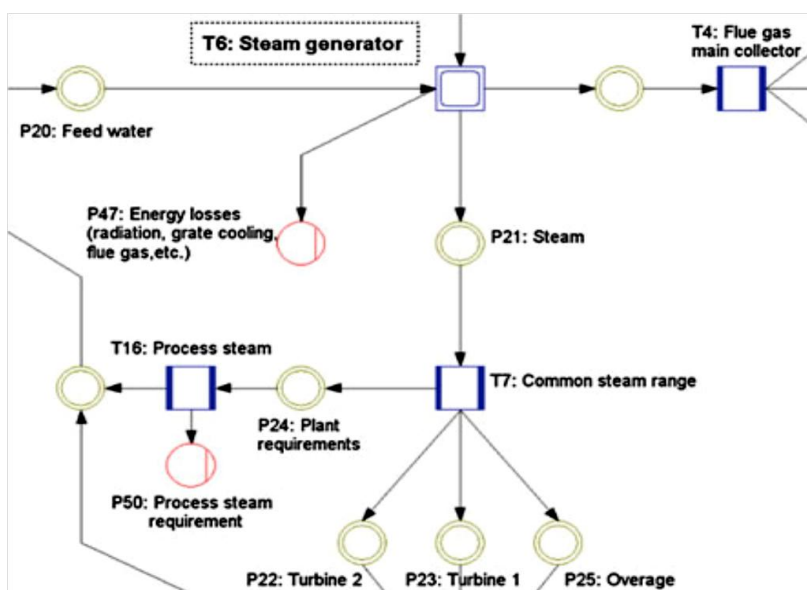 T6: Steam generator
T4: Flue gas
main collector
P20: Feed water
P47: Energy losses
(radiation, grate cooling,
flue gas,etc.)
P21: Steam
T16: Process steam
T7: Common steam range
P24: Plant
requirements
P50: Process steam
requirement
P22: Turbine 2
P23: Turbine 1
P25: Overage